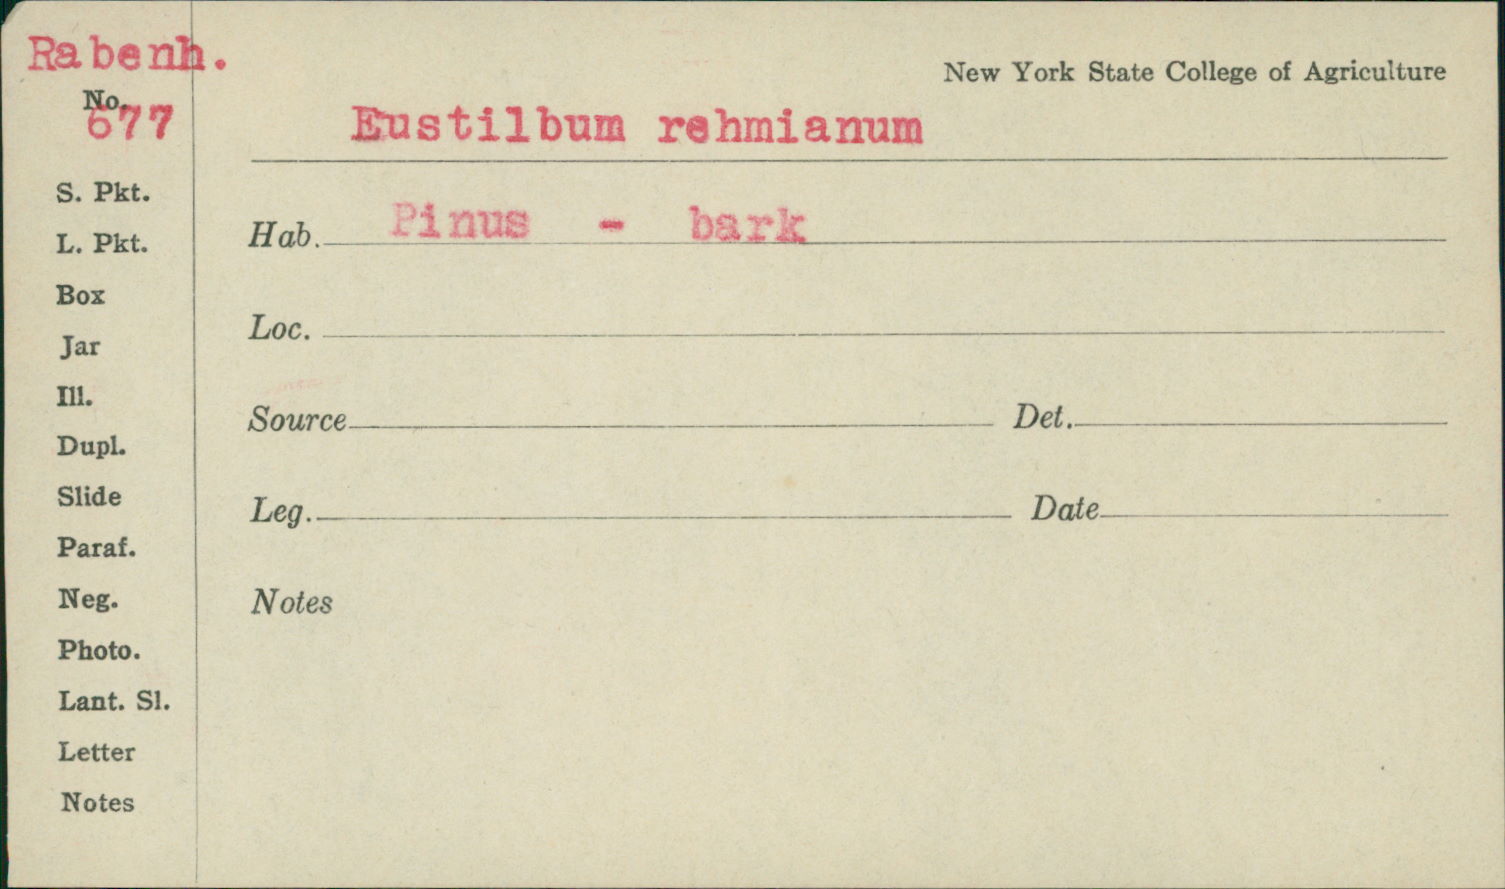 Rabenh.
New York State College of Agriculture
No.
677
Eustilbum rehmianum
S. Pkt.
Hab. Pinus - bark
L. Pkt.
Box
Loc.
Jar
Ill.
Source Det.
Dupl.
Slide
Leg. Date
Paraf.
Neg.
Notes
Photo.
Lant. Sl.
Letter
Notes